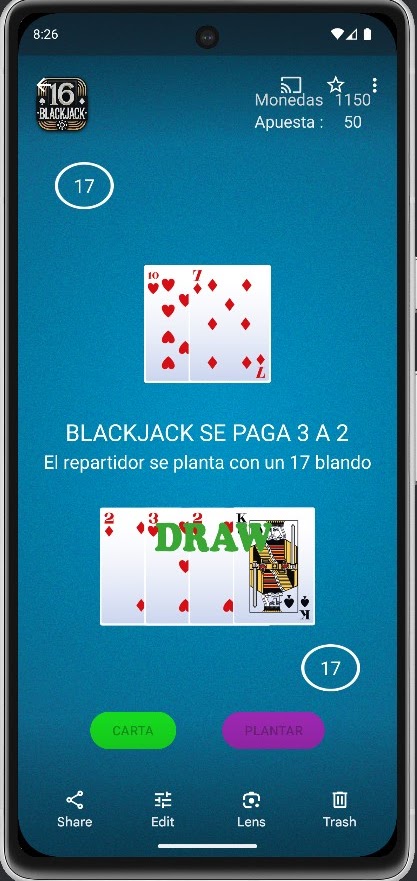 8:26
16
BLACKJACK
Monedas 1150
Apuesta : 50
17
10 7
7
BLACKJACK SE PAGA 3 A 2
El repartidor se planta con un 17 blando
2 3 2 K
DRAW
K
17
CARTA PLANTAR
Share Edit Lens Trash